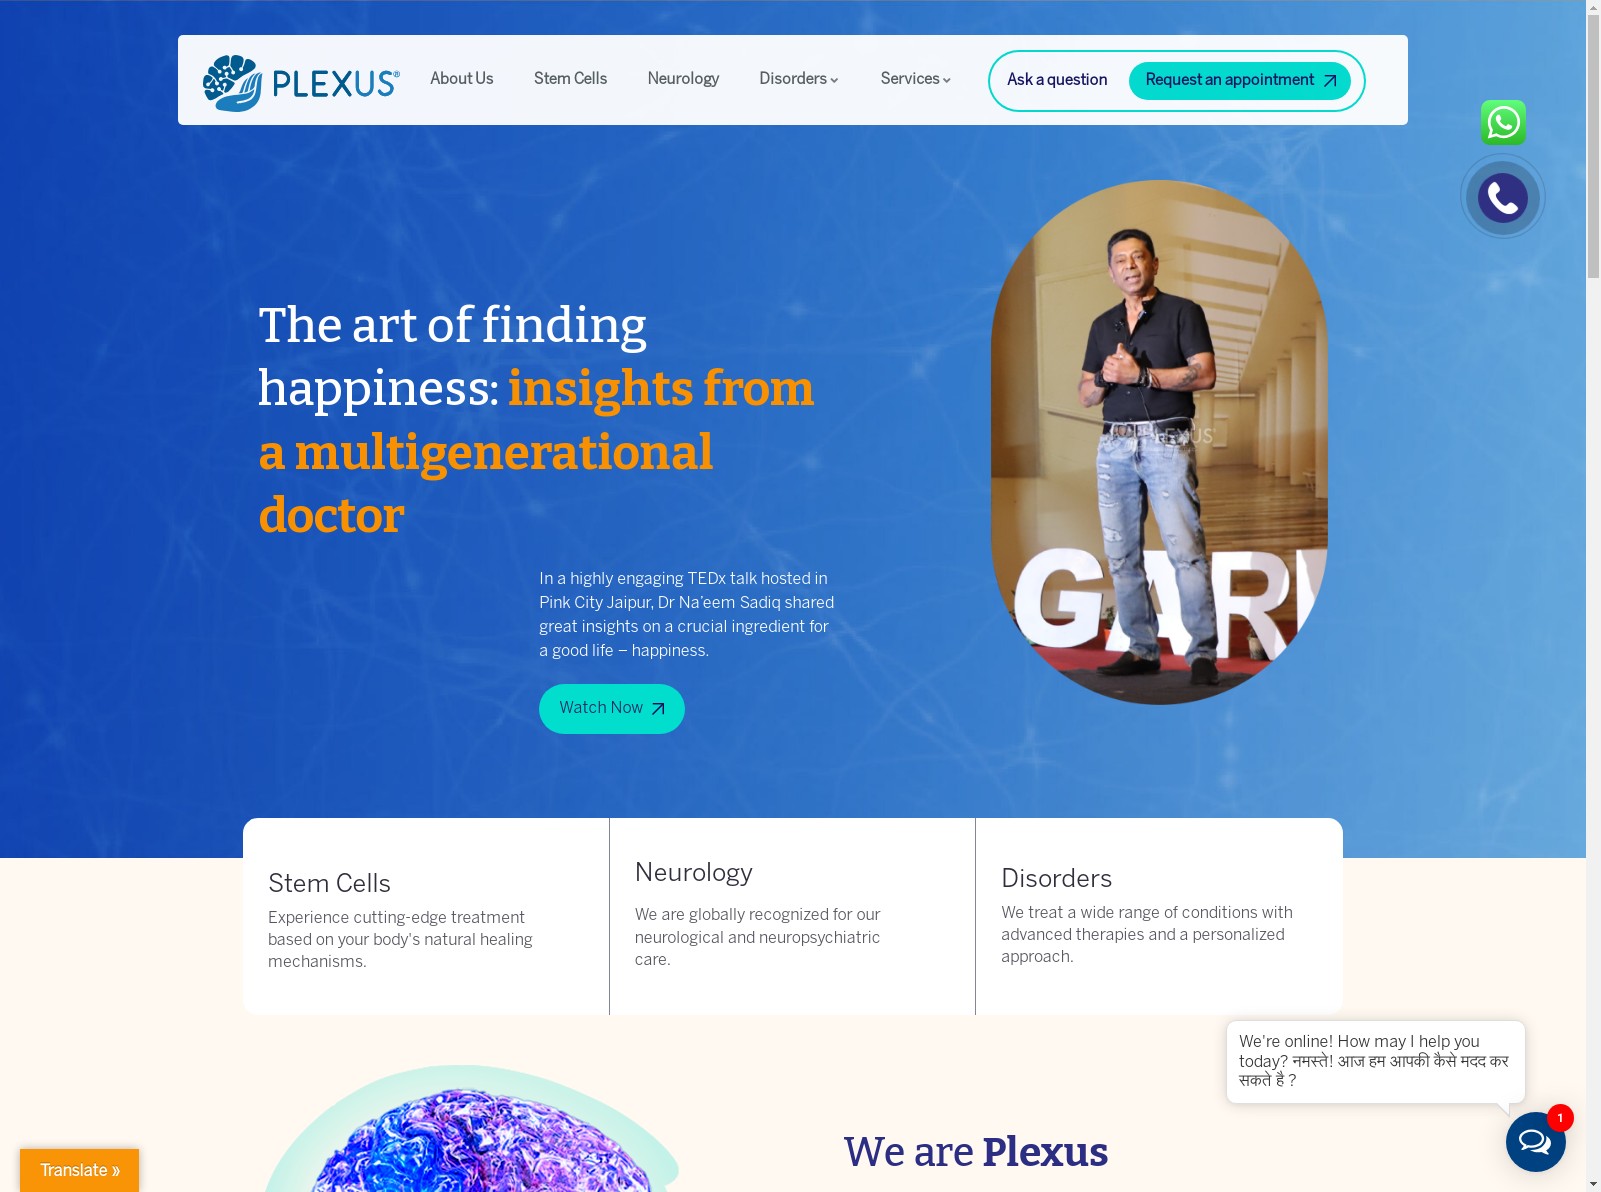 PLEXUS®
About Us
Stem Cells
Neurology
Disorders
Services
Ask a question
Request an appointment
The art of finding
happiness: insights from
a multigenerational
doctor
In a highly engaging TEDx talk hosted in
Pink City Jaipur, Dr Na’eem Sadiq shared
great insights on a crucial ingredient for
a good life – happiness.
Watch Now
PLEXUS
GAR
Stem Cells
Experience cutting-edge treatment
based on your body's natural healing
mechanisms.
Neurology
We are globally recognized for our
neurological and neuropsychiatric
care.
Disorders
We treat a wide range of conditions with
advanced therapies and a personalized
approach.
We're online! How may I help you
today? नमस्ते! आज हम आपकी कैसे मदद कर
सकते है ?
1
We are Plexus
Translate »